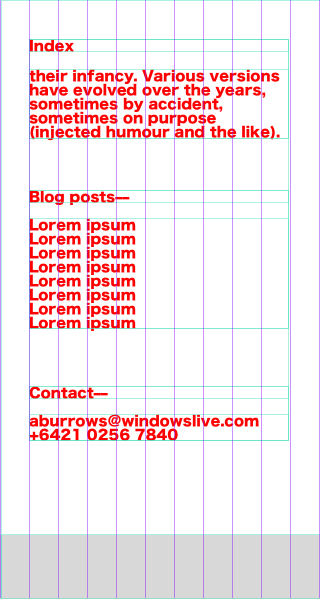 Index
their infancy. Various versions
have evolved over the years,
sometimes by accident,
sometimes on purpose
(injected humour and the like).
Blog posts—
Lorem ipsum
Lorem ipsum
Lorem ipsum
Lorem ipsum
Lorem ipsum
Lorem ipsum
Lorem ipsum
Lorem ipsum
Contact—
aburrows@windowslive.com
+6421 0256 7840